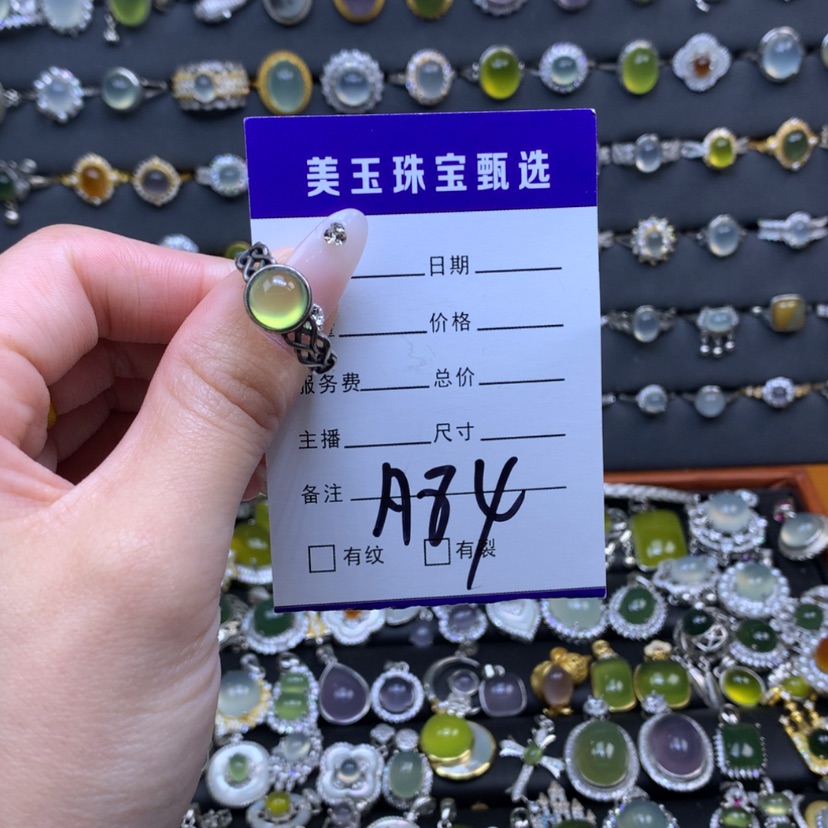 美玉珠宝甄选
日期
价格
服务费 总价
主播 尺寸
备注 A84
有纹 有裂